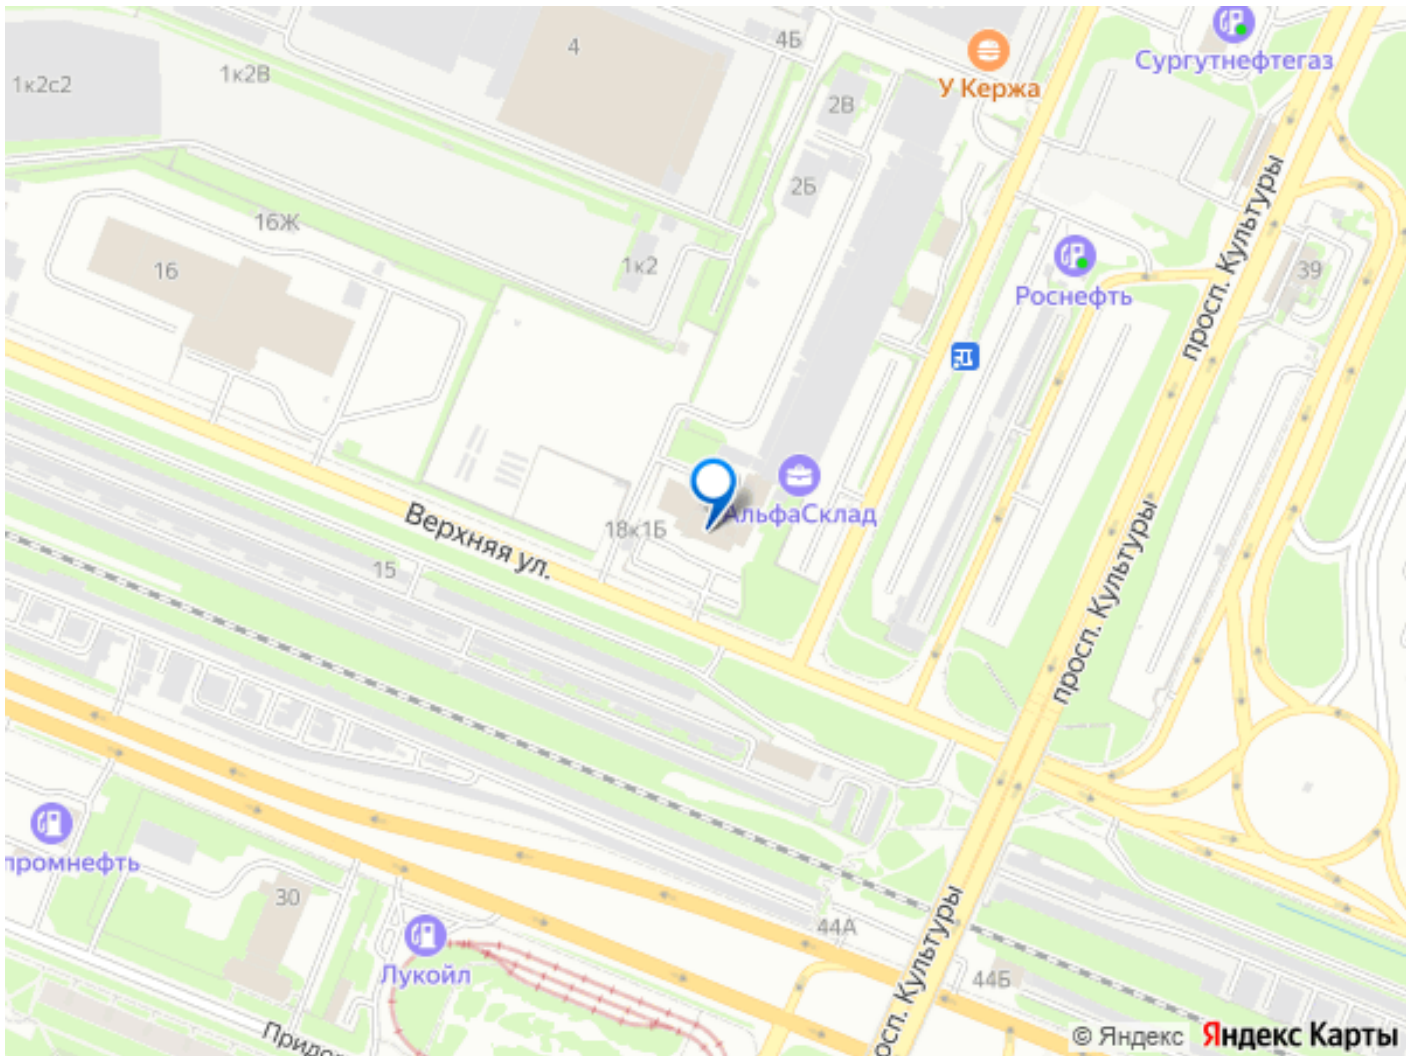 4
4Б
1к2В
1к2с2
Сургутнефтегаз
У Кержа
2В
просп. Культуры
2Б
16Ж
16
1к2
39
Роснефть
АльфаСклад
18к1Б
Верхняя ул.
15
просп. Культуры
промнефть
30
44А
Лукойл
44Б
осп. Культуры
Придо
© Яндекс Яндекс Карты